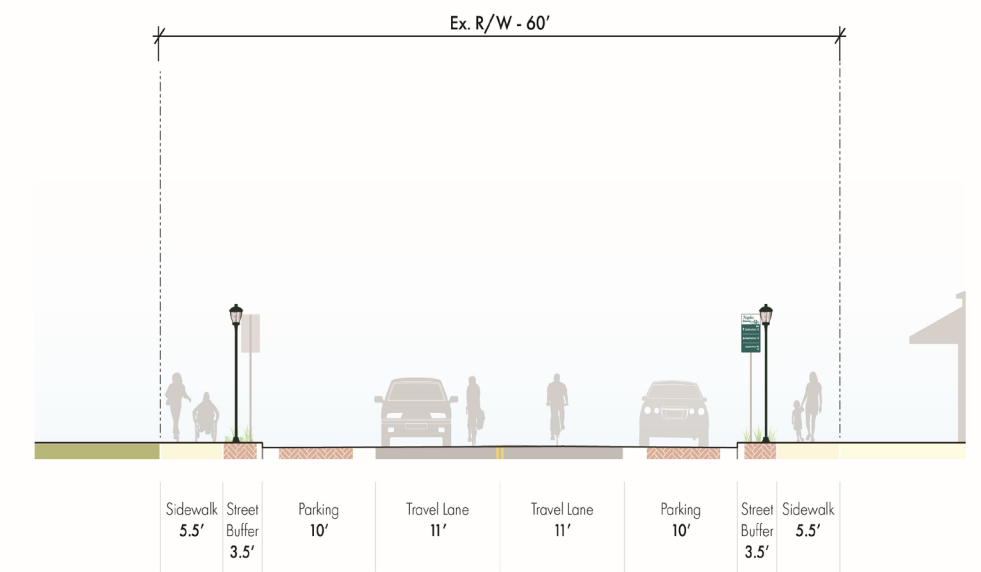 Ex. R/W - 60'
Sidewalk
5.5'
Street
Buffer
3.5'
Parking
10'
Travel Lane
11'
Travel Lane
11'
Parking
10'
Street
Buffer
3.5'
Sidewalk
5.5'